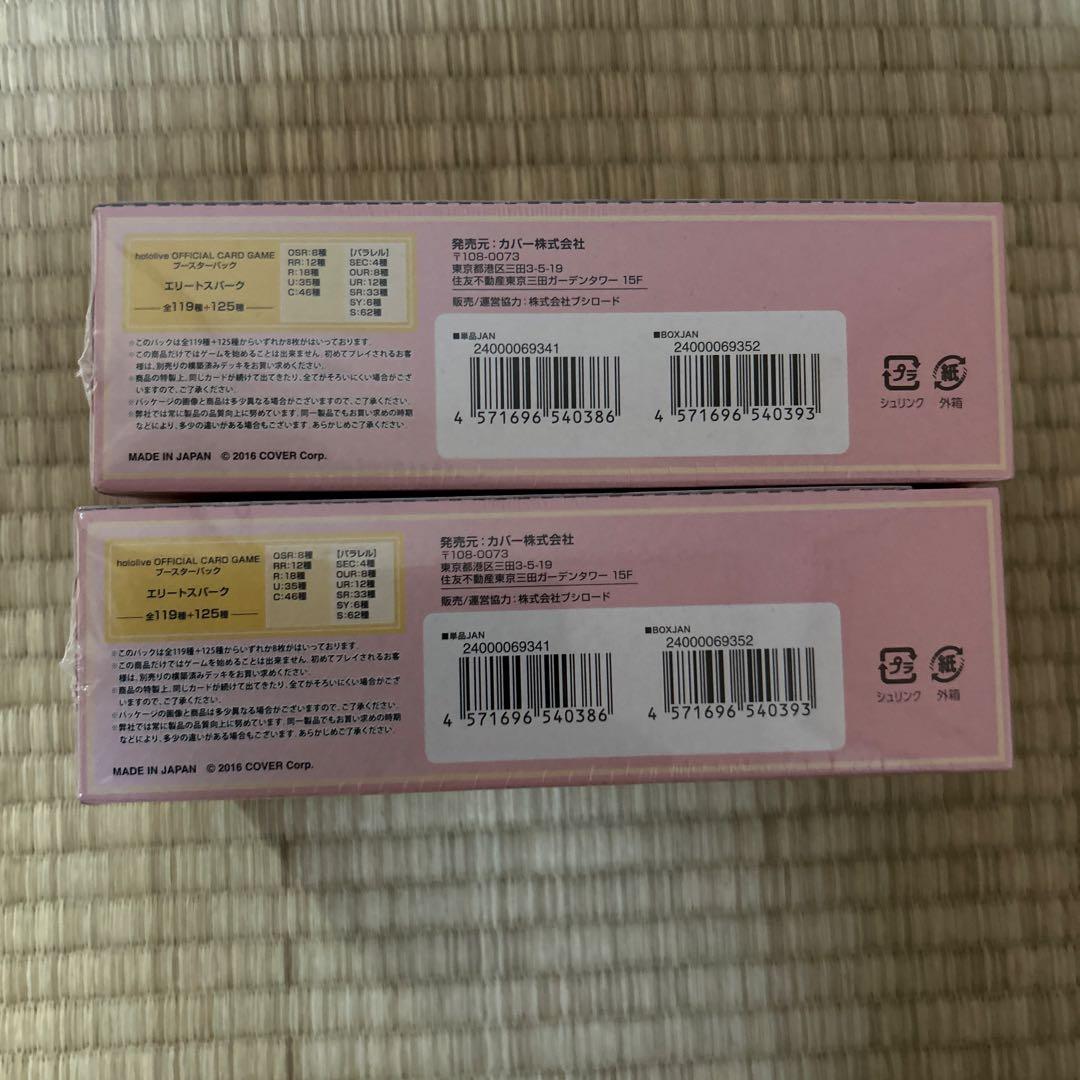 hololive OFFICIAL CARD GAME
ブースターパック
エリートスパーク
全119種+125種
OSR:8種
RR:12種
R:18種
U:35種
C:46種
【パラレル】
SEC:4種
OUR:8種
UR:12種
SR:33種
SY:6種
S:62種
※このパックは全119種+125種からいずれか8枚がはいっております。
※この商品だけではゲームを始めることは出来ません。初めてプレイされるお客
様は、別売りの構築済みデッキをお買い求めください。
※商品の特製上、同じカードが続けて出てきたり、全てがそろいにくい場合がござ
いますので、ご了承ください。
※パッケージの画像と商品は多少異なる場合がございますので、ご了承ください。
※弊社では常に製品の品質向上に努めています。同一製品でもお買い求めの時期
などにより、多少の違いがある場合もございます。あらかじめご了承ください。
MADE IN JAPAN © 2016 COVER Corp.
発売元:カバー株式会社
〒108-0073
東京都港区三田3-5-19
住友不動産東京三田ガーデンタワー 15F
販売/運営協力:株式会社ブシロード
■単品JAN
24000069341
4 571696 540386
■BOXJAN
24000069352
4 571696 540393
プラ
シュリンク
紙
外箱
hololive OFFICIAL CARD GAME
ブースターパック
エリートスパーク
全119種+125種
OSR:8種
RR:12種
R:18種
U:35種
C:46種
【パラレル】
SEC:4種
OUR:8種
UR:12種
SR:33種
SY:6種
S:62種
※このパックは全119種+125種からいずれか8枚がはいっております。
※この商品だけではゲームを始めることは出来ません。初めてプレイされるお客
様は、別売りの構築済みデッキをお買い求めください。
※商品の特製上、同じカードが続けて出てきたり、全てがそろいにくい場合がござ
いますので、ご了承ください。
※パッケージの画像と商品は多少異なる場合がございますので、ご了承ください。
※弊社では常に製品の品質向上に努めています。同一製品でもお買い求めの時期
などにより、多少の違いがある場合もございます。あらかじめご了承ください。
MADE IN JAPAN © 2016 COVER Corp.
発売元:カバー株式会社
〒108-0073
東京都港区三田3-5-19
住友不動産東京三田ガーデンタワー 15F
販売/運営協力:株式会社ブシロード
■単品JAN
24000069341
4 571696 540386
■BOXJAN
24000069352
4 571696 540393
プラ
シュリンク
紙
外箱